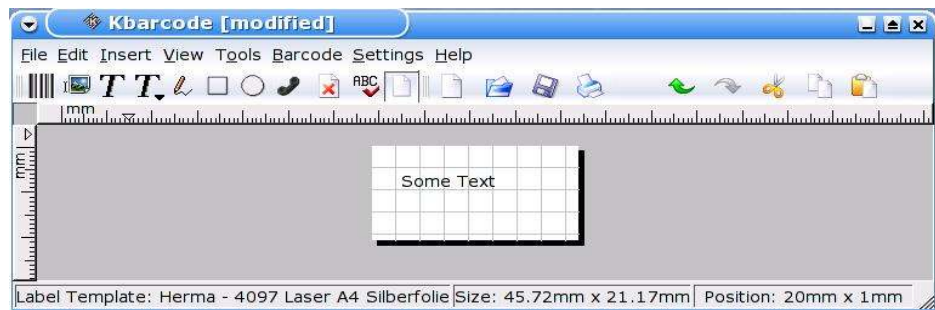 Kbarcode [modified]
File Edit Insert View Tools Barcode Settings Help
T T ABC
mm
mm
Some Text
Label Template: Herma - 4097 Laser A4 Silberfolie Size: 45.72mm x 21.17mm Position: 20mm x 1mm